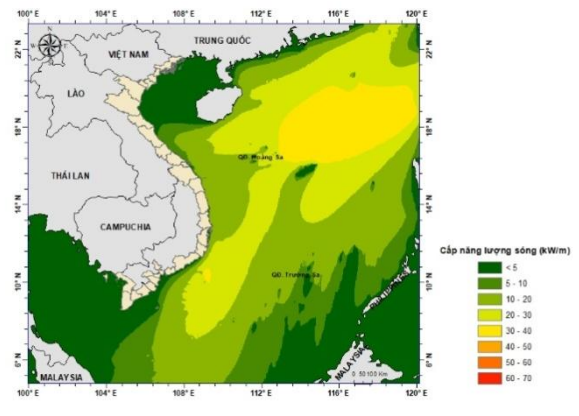 100° E 104° E 108° E 112° E 116° E 120° E
N
W E
S
TRUNG QUỐC
VIỆT NAM
22° N
22° N
LÀO
18° N
18° N
QĐ. Hoàng Sa
THÁI LAN
14° N
14° N
CAMPUCHIA
QĐ. Trường Sa
10° N
10° N
6° N
6° N
MALAYSIA
MALAYSIA
0 50100 Km
100° E 104° E 108° E 112° E 116° E 120° E
Cấp năng lượng sóng (kW/m)
< 5
5 - 10
10 - 20
20 - 30
30 - 40
40 - 50
50 - 60
60 - 70